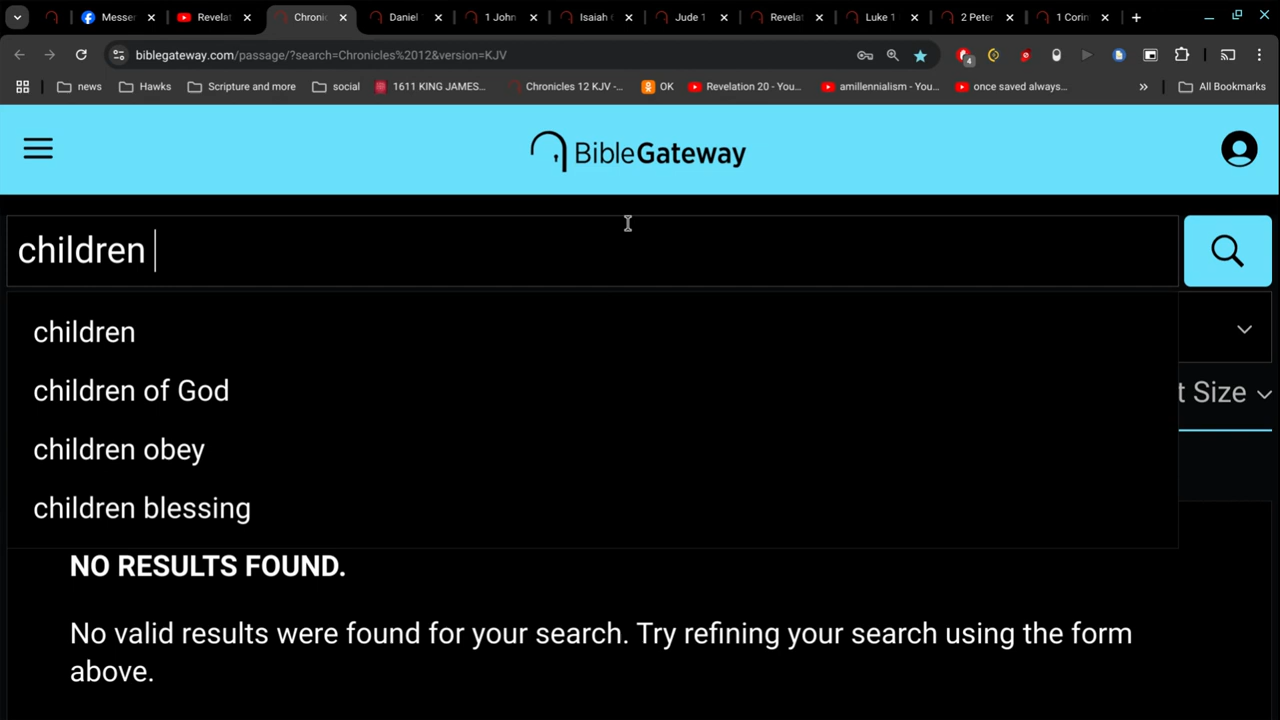 Messer
Revelat
Chronic
Daniel
1 John
Isaiah
Jude 1
Revelat
Luke 1
2 Peter
1 Corin
biblegateway.com/passage/?search=Chronicles%2012&version=KJV
4
news
Hawks
Scripture and more
social
1611 KING JAMES...
Chronicles 12 KJV -...
OK
Revelation 20 - You...
amillennialism - You...
once saved always...
»
All Bookmarks
BibleGateway
children
children
children of God
children obey
children blessing
t Size
NO RESULTS FOUND.
No valid results were found for your search. Try refining your search using the form
above.